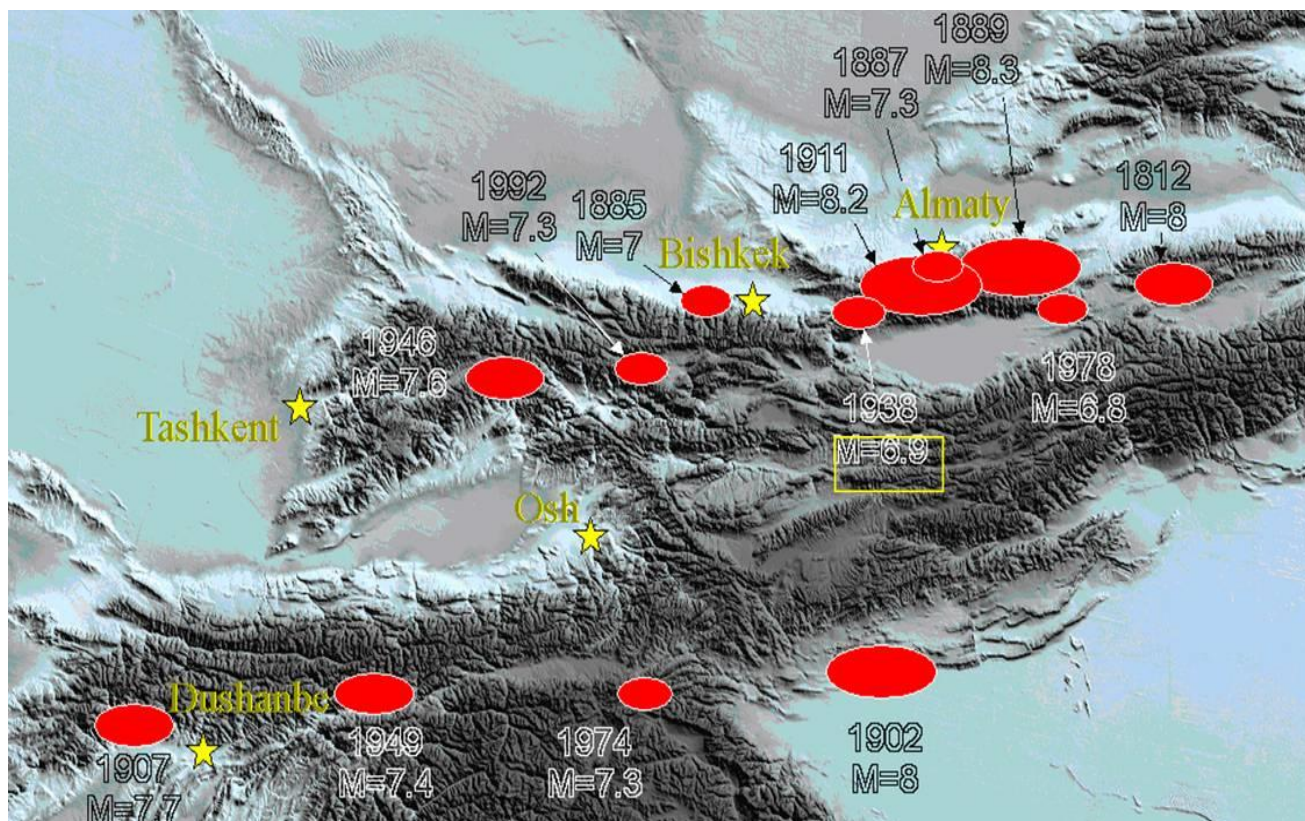 1889
M=8.3
1887
M=7.3
1911
M=8.2
1812
M=8
1992
M=7.3
1885
M=7
Almaty
Bishkek
1946
M=7.6
1978
M=6.8
1938
M=6.9
Tashkent
Osh
Dushanbe
1907
M=7.7
1949
M=7.4
1974
M=7.3
1902
M=8